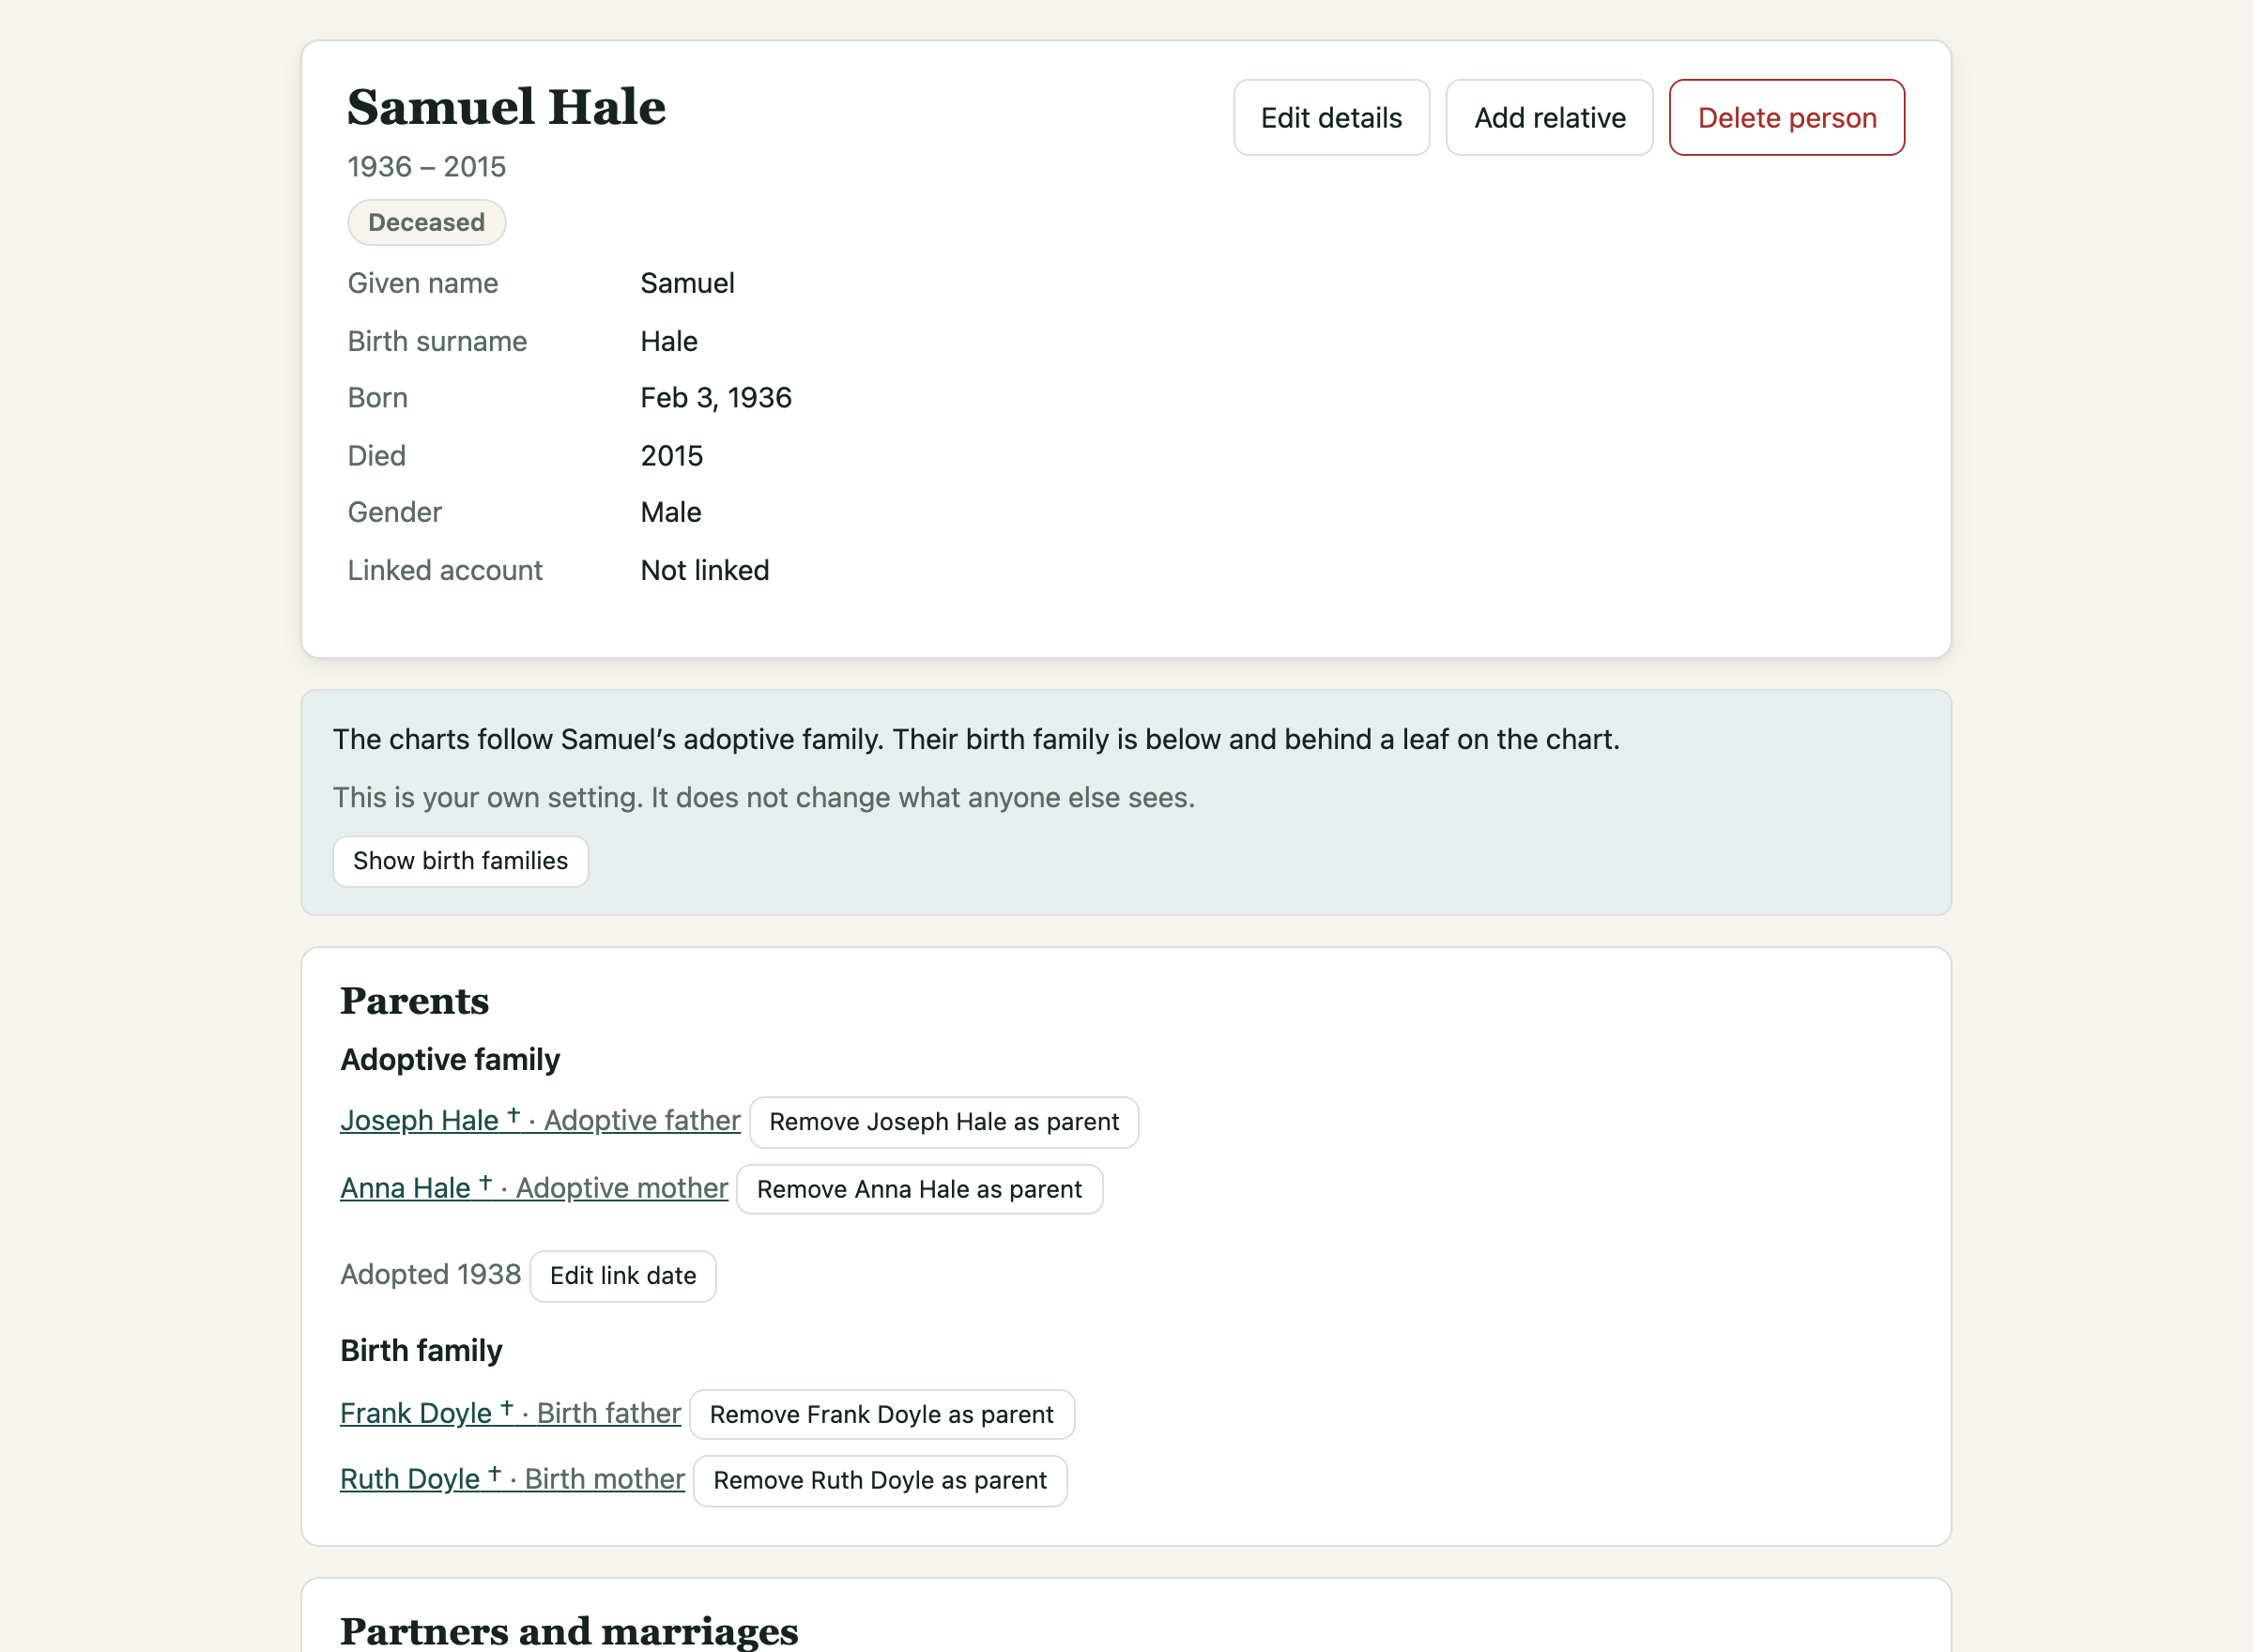 Samuel Hale
Edit details
Add relative
Delete person
1936 – 2015
Deceased
Given name Samuel
Birth surname Hale
Born Feb 3, 1936
Died 2015
Gender Male
Linked account Not linked
The charts follow Samuel’s adoptive family. Their birth family is below and behind a leaf on the chart.
This is your own setting. It does not change what anyone else sees.
Show birth families
Parents
Adoptive family
Joseph Hale † · Adoptive father Remove Joseph Hale as parent
Anna Hale † · Adoptive mother Remove Anna Hale as parent
Adopted 1938 Edit link date
Birth family
Frank Doyle † · Birth father Remove Frank Doyle as parent
Ruth Doyle † · Birth mother Remove Ruth Doyle as parent
Partners and marriages